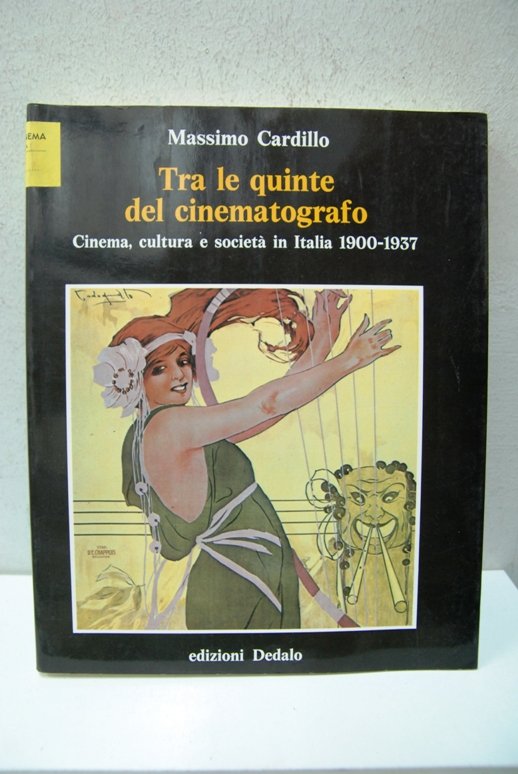 Massimo Cardillo
Tra le quinte
del cinematografo
Cinema, cultura e società in Italia 1900-1937
edizioni Dedalo